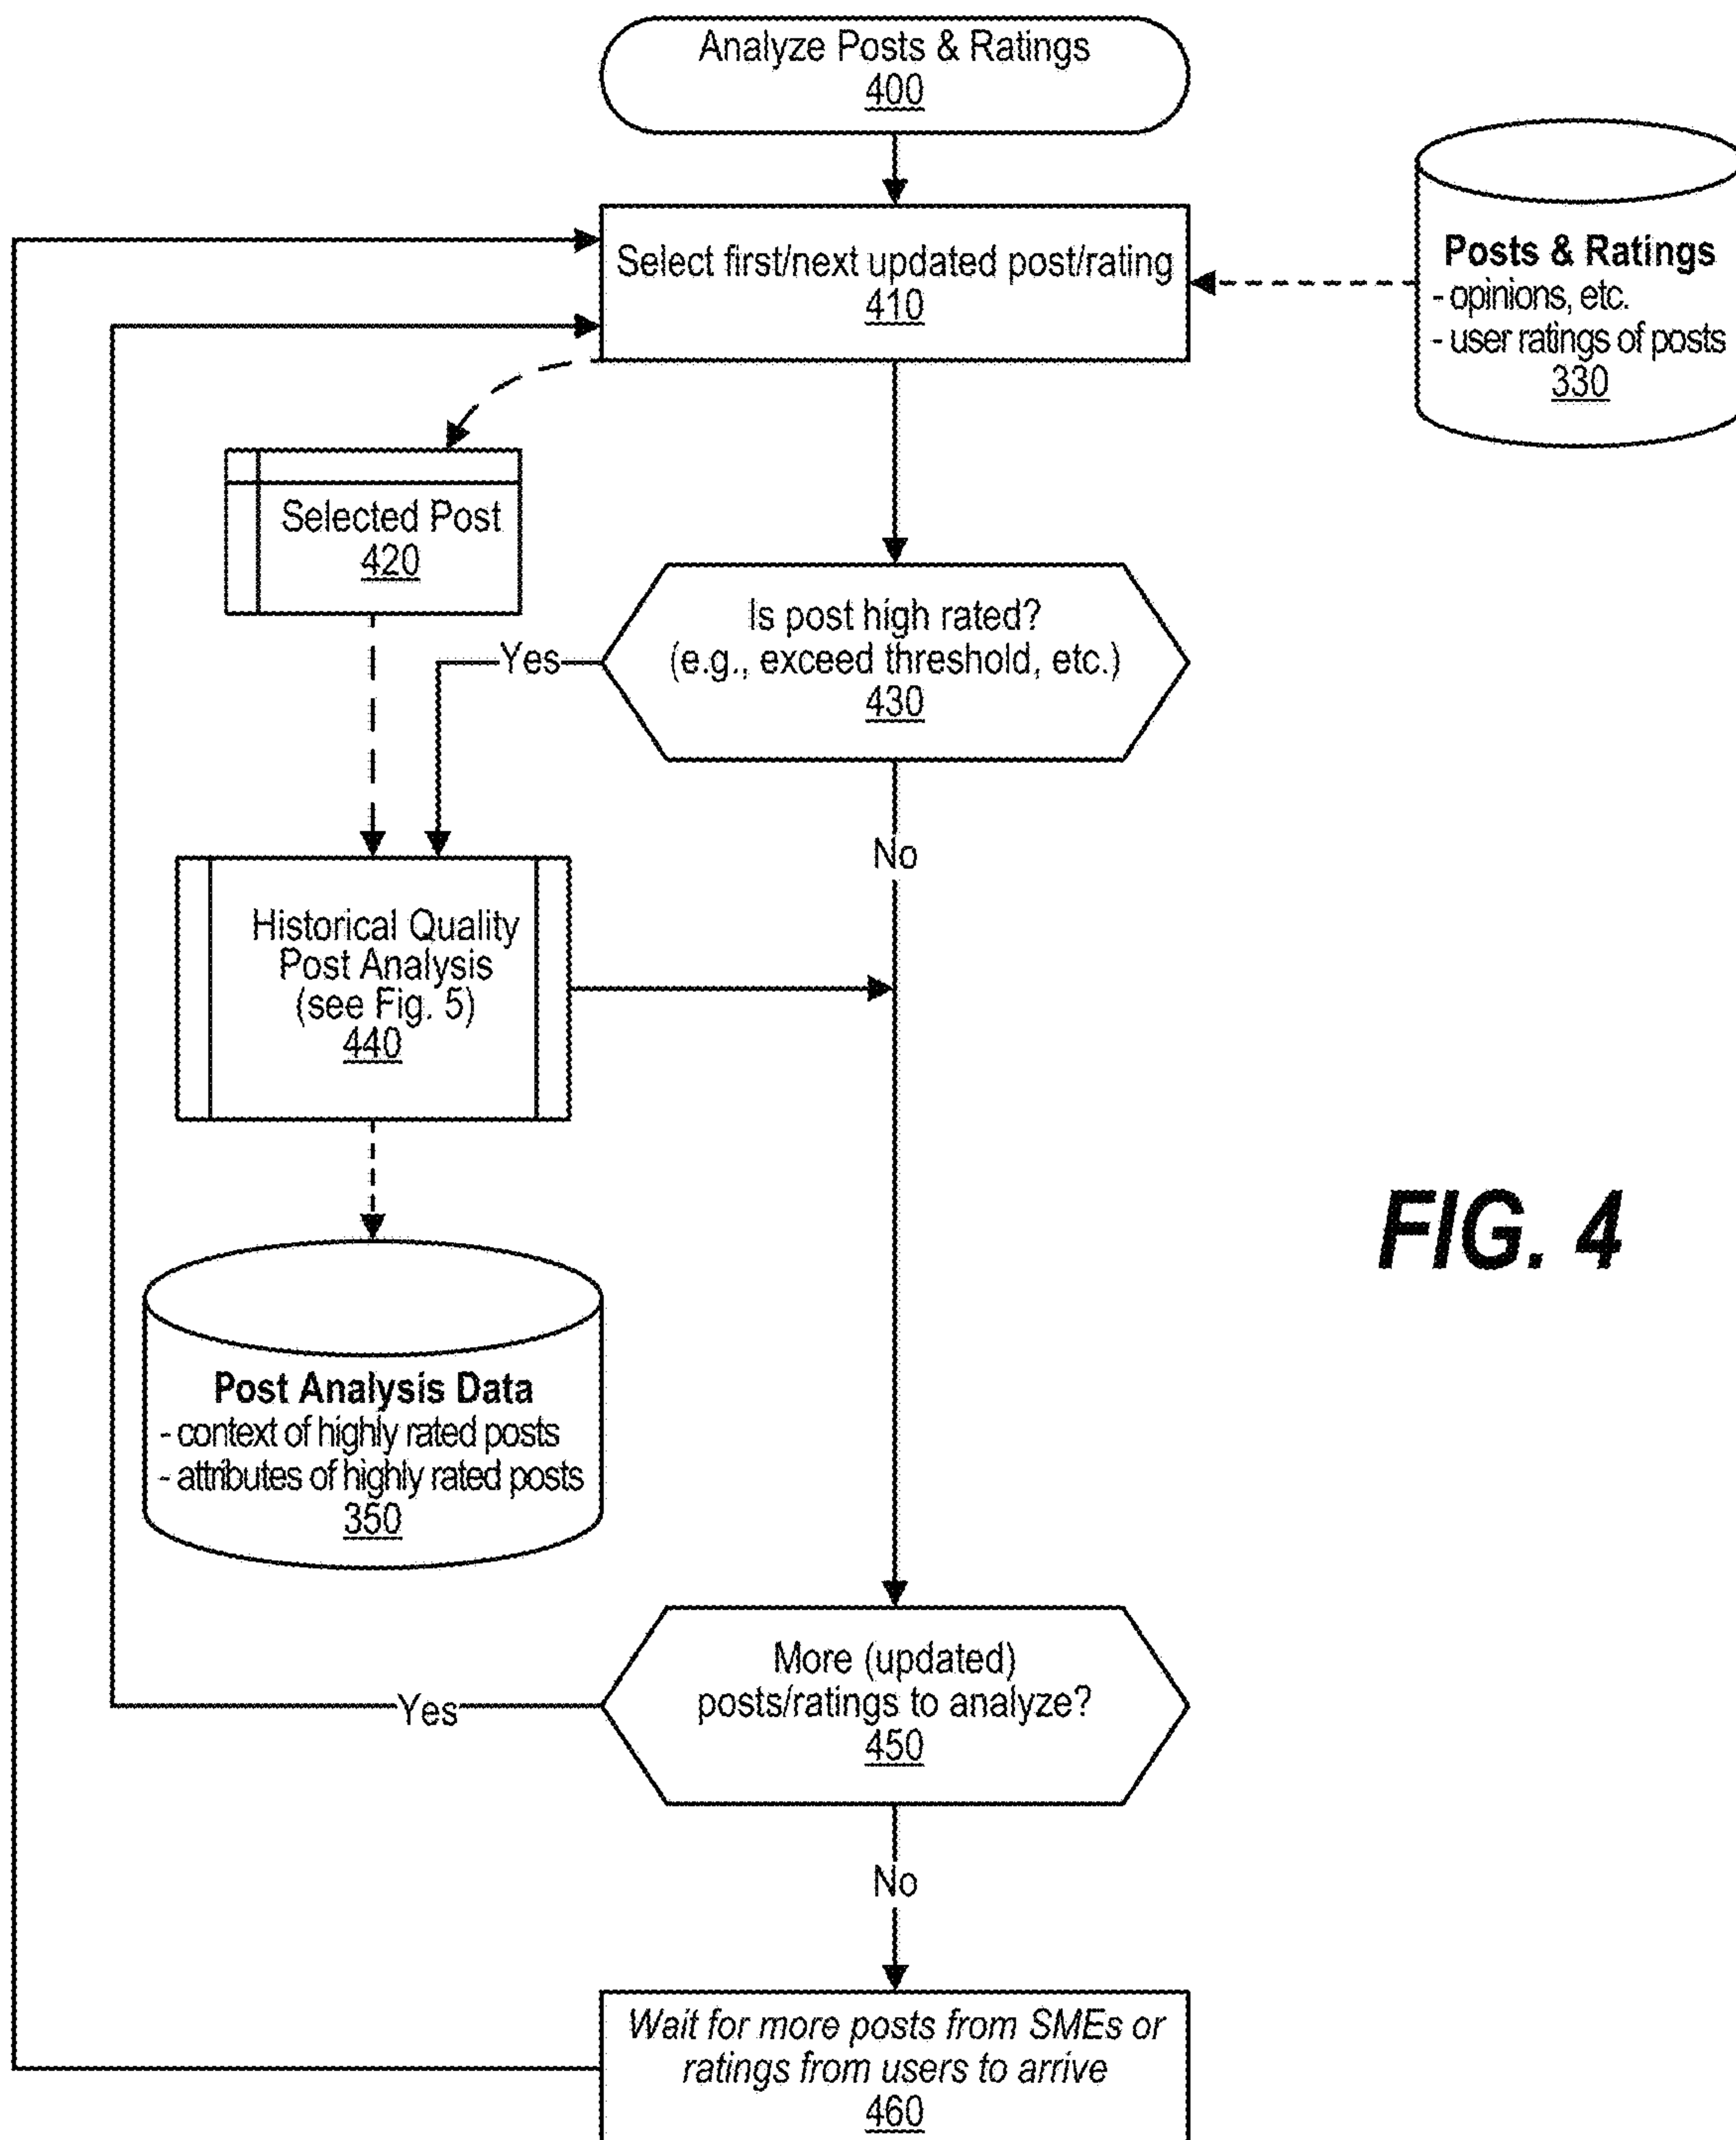 Analyze Posts & Ratings
400
Select first/next updated post/rating
410
Posts & Ratings
- opinions, etc.
- user ratings of posts
330
Selected Post
420
Is post high rated?
(e.g., exceed threshold, etc.)
430
Yes
No
Historical Quality
Post Analysis
(see Fig. 5)
440
FIG. 4
Post Analysis Data
- context of highly rated posts
- attributes of highly rated posts
350
More (updated)
posts/ratings to analyze?
450
Yes
No
Wait for more posts from SMEs or
ratings from users to arrive
460